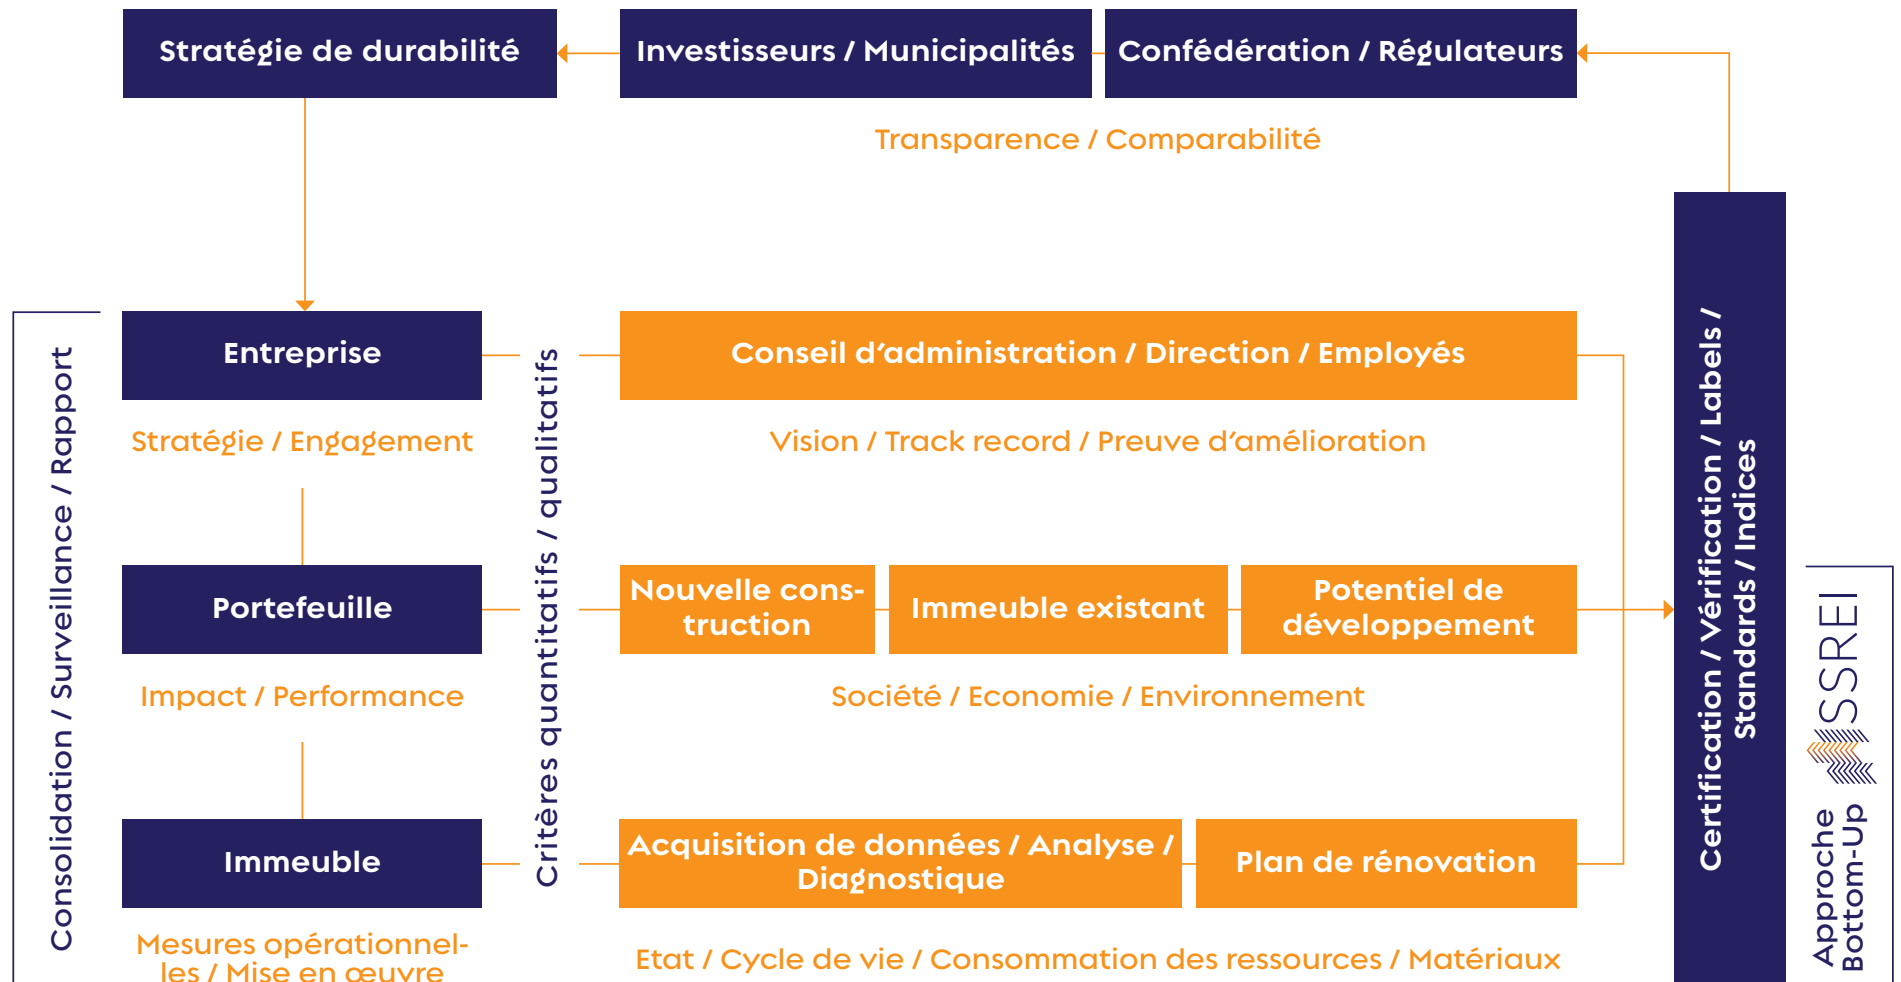 Stratégie de durabilité
Investisseurs / Municipalités
Confédération / Régulateurs
Transparence / Comparabilité
Consolidation / Surveillance / Rapport
Entreprise
Stratégie / Engagement
Critères quantitatifs / qualitatifs
Conseil d'administration / Direction / Employés
Vision / Track record / Preuve d'amélioration
Portefeuille
Impact / Performance
Nouvelle cons-
truction
Immeuble existant
Potentiel de
développement
Société / Economie / Environnement
Immeuble
Mesures opérationnel-
les / Mise en œuvre
Acquisition de données / Analyse /
Diagnostique
Plan de rénovation
Etat / Cycle de vie / Consommation des ressources / Matériaux
Certification / Vérification / Labels /
Standards / Indices
Approche
Bottom-Up
SSREI